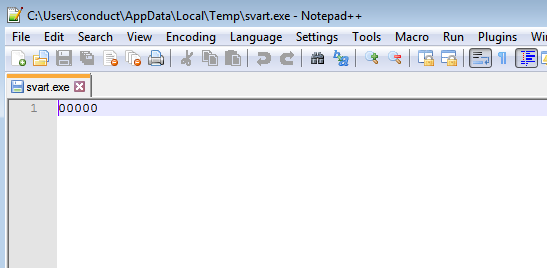 C:\Users\conduct\AppData\Local\Temp\svart.exe - Notepad++
File Edit Search View Encoding Language Settings Tools Macro Run Plugins Win
svart.exe
1 00000